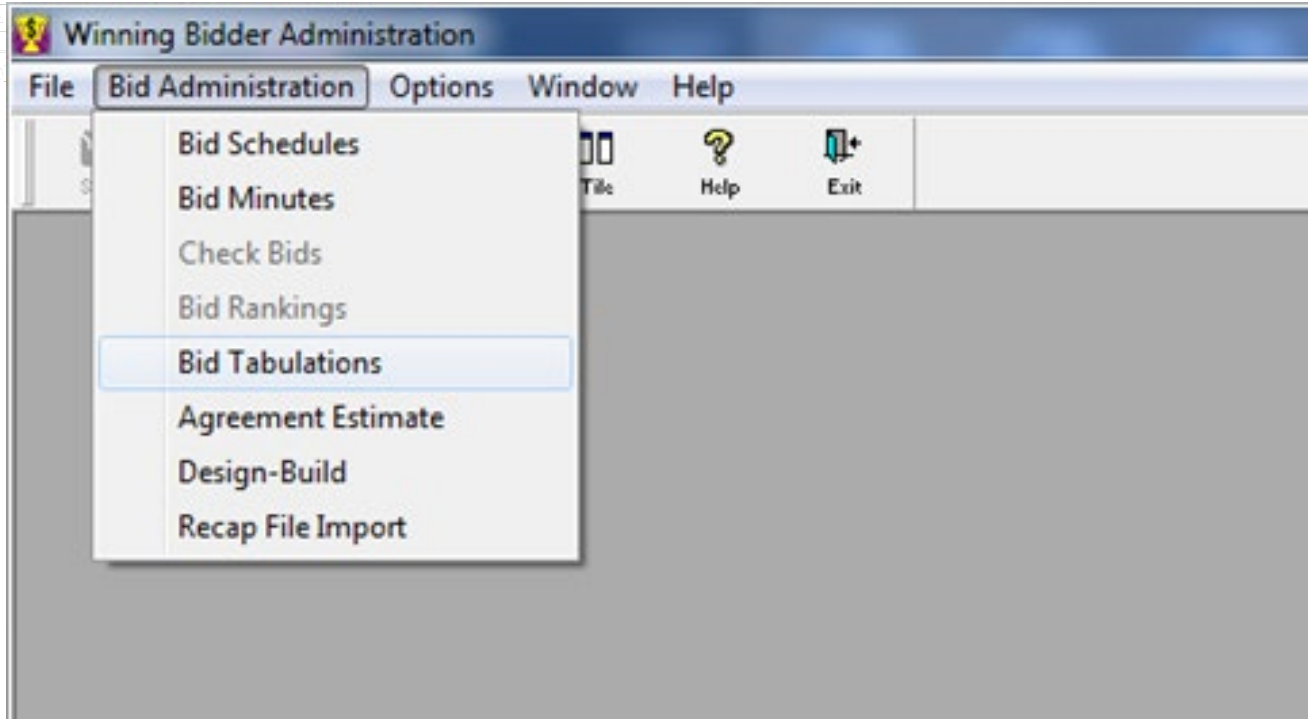 Winning Bidder Administration
File Bid Administration Options Window Help
Bid Schedules
Bid Minutes
Check Bids
Bid Rankings
Bid Tabulations
Agreement Estimate
Design-Build
Recap File Import
Tile Help Exit